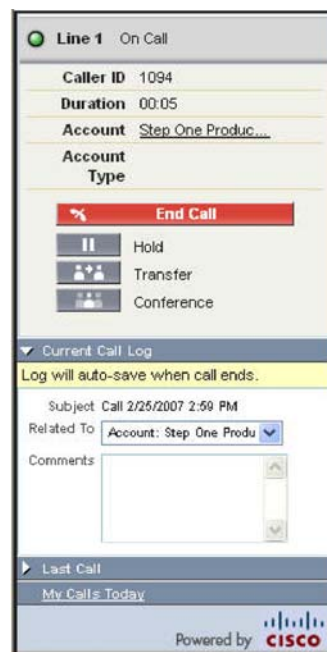 Line 1 On Call
Caller ID 1094
Duration 00:05
Account Step One Produc...
Account
Type
End Call
Hold
Transfer
Conference
Current Call Log
Log will auto-save when call ends.
Subject Call 2/25/2007 2:59 PM
Related To Account: Step One Produ
Comments
Last Call
My Calls Today
Powered by CISCO